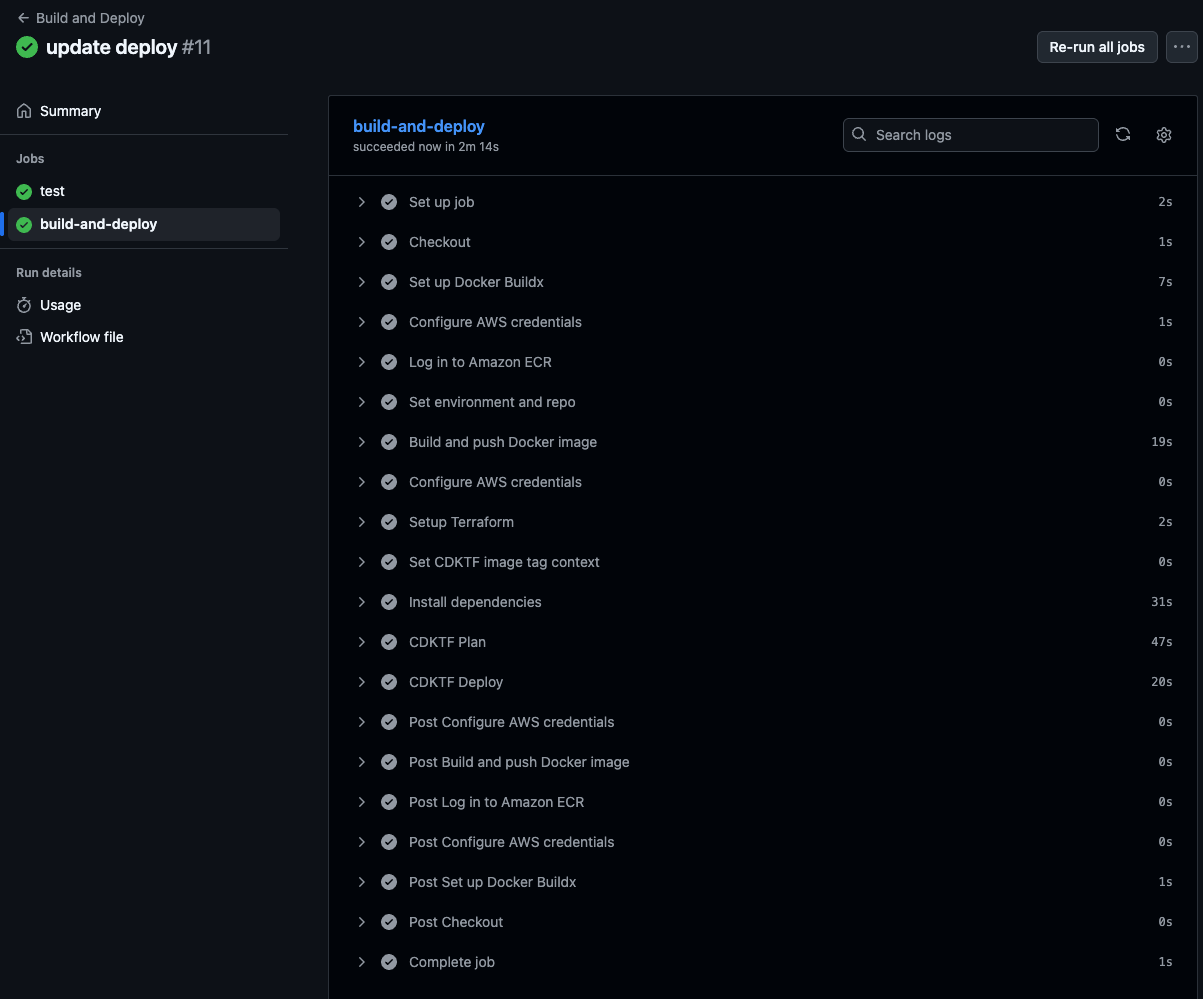 Build and Deploy
update deploy #11
Re-run all jobs
Summary
Jobs
test
build-and-deploy
Run details
Usage
Workflow file
build-and-deploy
succeeded now in 2m 14s
Search logs
Set up job 2s
Checkout 1s
Set up Docker Buildx 7s
Configure AWS credentials 1s
Log in to Amazon ECR 0s
Set environment and repo 0s
Build and push Docker image 19s
Configure AWS credentials 0s
Setup Terraform 2s
Set CDKTF image tag context 0s
Install dependencies 31s
CDKTF Plan 47s
CDKTF Deploy 20s
Post Configure AWS credentials 0s
Post Build and push Docker image 0s
Post Log in to Amazon ECR 0s
Post Configure AWS credentials 0s
Post Set up Docker Buildx 1s
Post Checkout 0s
Complete job 1s